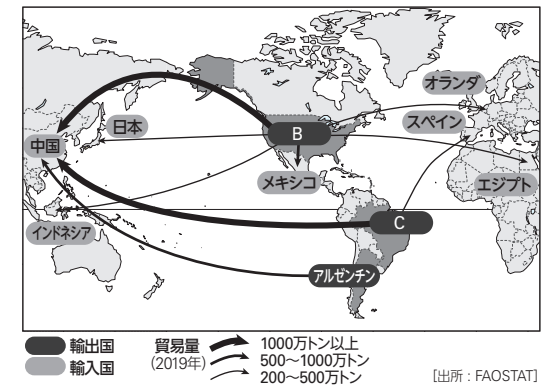 オランダ
日本
スペイン
中国
B
メキシコ
エジプト
インドネシア
C
アルゼンチン
輸出国
輸入国
貿易量
(2019年)
1000万トン以上
500~1000万トン
200~500万トン
[出所 : FAOSTAT]